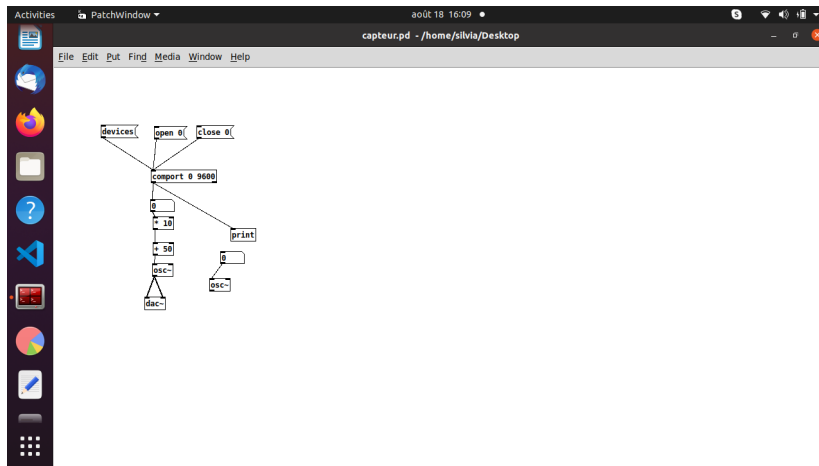 Activities PatchWindow août 18 16:09
capteur.pd - /home/silvia/Desktop
File Edit Put Find Media Window Help
devices open 0 close 0
comport 0 9600
0
* 10
print
+ 50
0
osc~
osc~
dac~